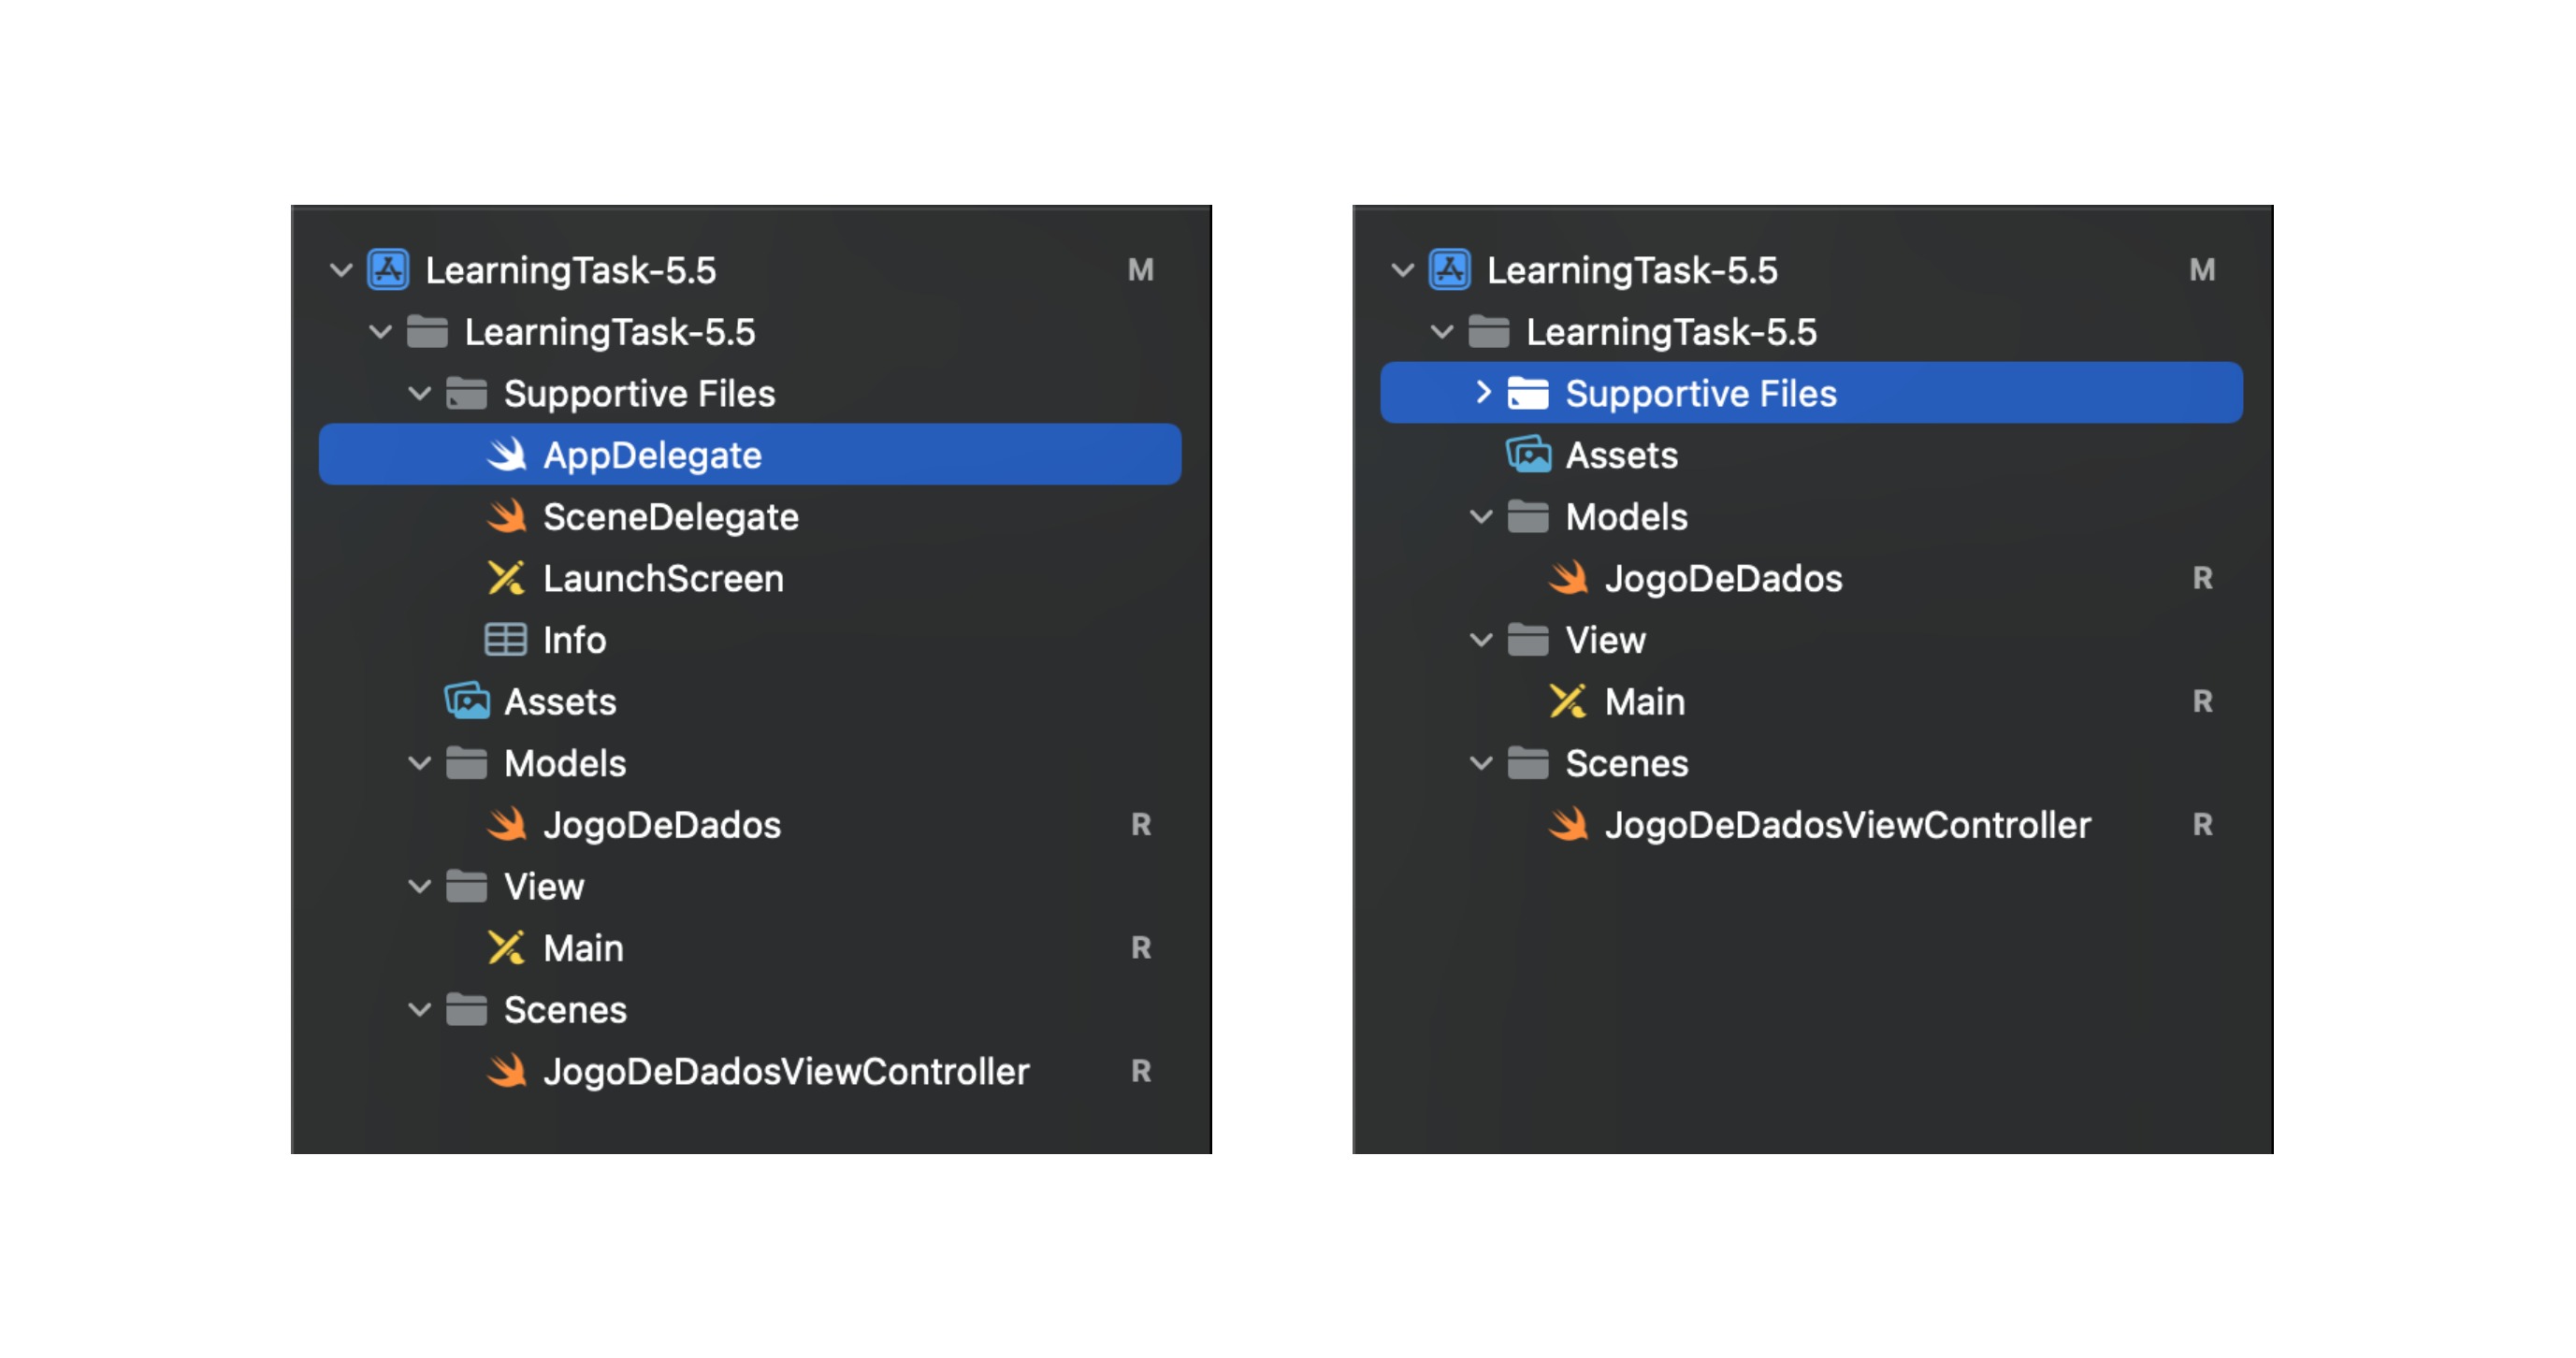 LearningTask-5.5 M
LearningTask-5.5
Supportive Files
AppDelegate
SceneDelegate
LaunchScreen
Info
Assets
Models
JogoDeDados R
View
Main R
Scenes
JogoDeDadosViewController R
LearningTask-5.5 M
LearningTask-5.5
Supportive Files
Assets
Models
JogoDeDados R
View
Main R
Scenes
JogoDeDadosViewController R